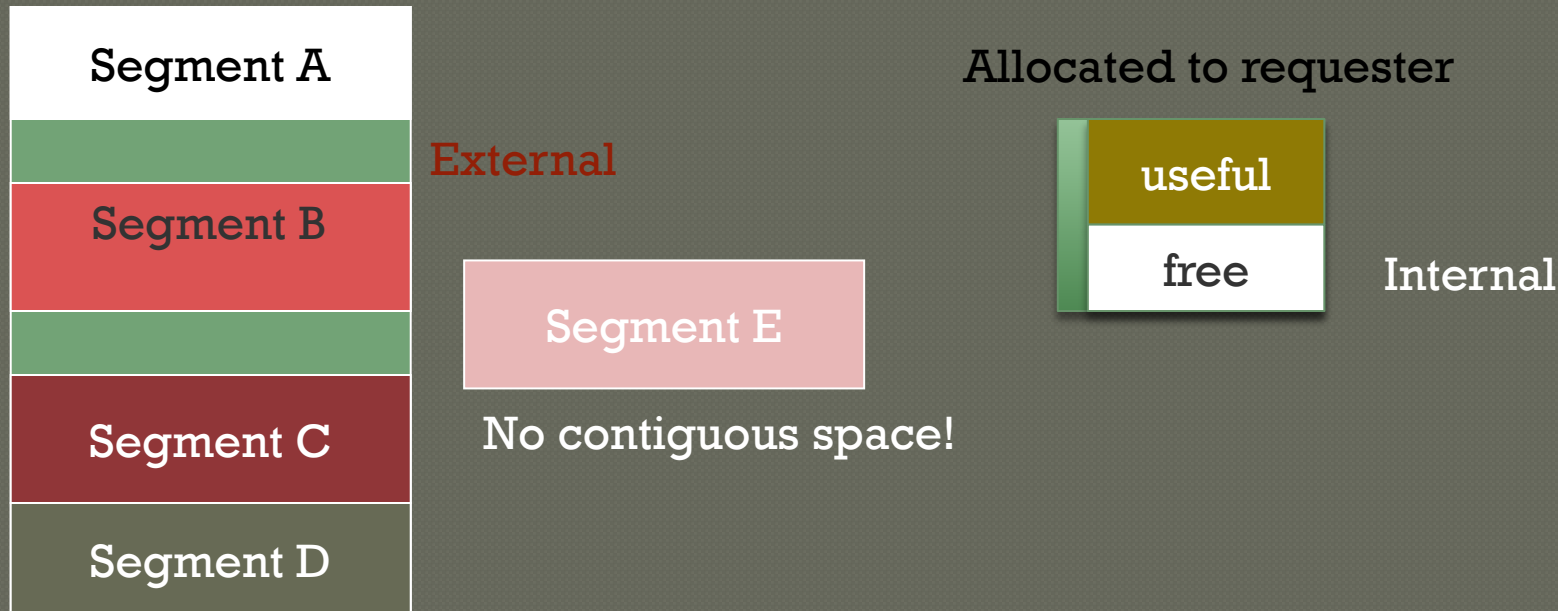 Segment A
External
Segment B
Segment C
Segment D
Segment E
No contiguous space!
Allocated to requester
useful
free
Internal